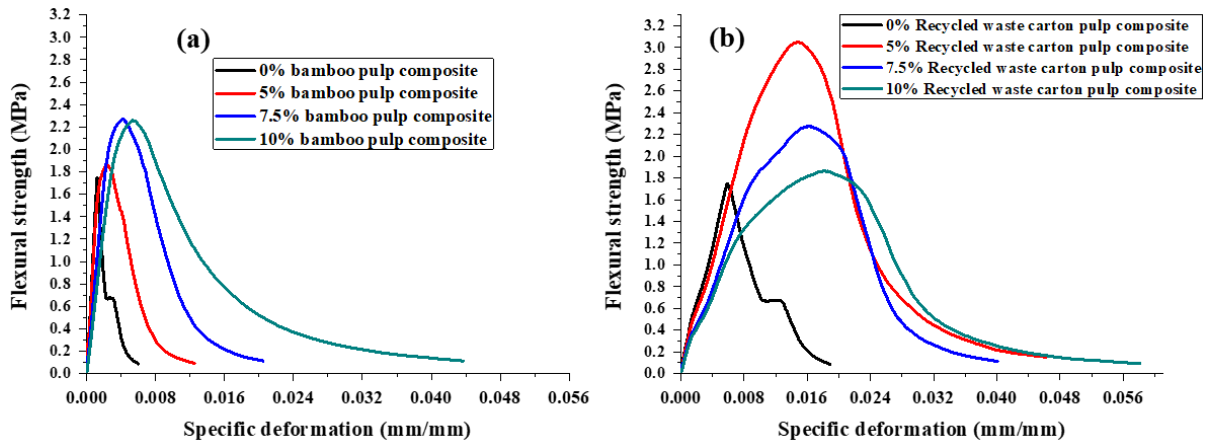 (a)
0% bamboo pulp composite
5% bamboo pulp composite
7.5% bamboo pulp composite
10% bamboo pulp composite
Flexural strength (MPa)
3.2
3.0
2.8
2.6
2.4
2.2
2.0
1.8
1.6
1.4
1.2
1.0
0.8
0.6
0.4
0.2
0.0
0.000 0.008 0.016 0.024 0.032 0.040 0.048 0.056
Specific deformation (mm/mm)
(b)
0% Recycled waste carton pulp composite
5% Recycled waste carton pulp composite
7.5% Recycled waste carton pulp composite
10% Recycled waste carton pulp composite
Flexural strength (MPa)
3.2
3.0
2.8
2.6
2.4
2.2
2.0
1.8
1.6
1.4
1.2
1.0
0.8
0.6
0.4
0.2
0.0
0.000 0.008 0.016 0.024 0.032 0.040 0.048 0.056
Specific deformation (mm/mm)